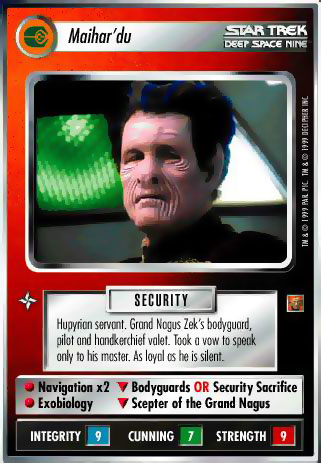 Maihar'du
STAR TREK
DEEP SPACE NINE
TM & © 1999 PAR. PIC. TM & © 1999 DECIPHER INC.
SECURITY
Hupyrian servant. Grand Nagus Zek's bodyguard,
pilot and handkerchief valet. Took a vow to speak
only to his master. As loyal as he is silent.
Navigation x2 Bodyguards OR Security Sacrifice
Exobiology Scepter of the Grand Nagus
INTEGRITY 9 CUNNING 7 STRENGTH 9